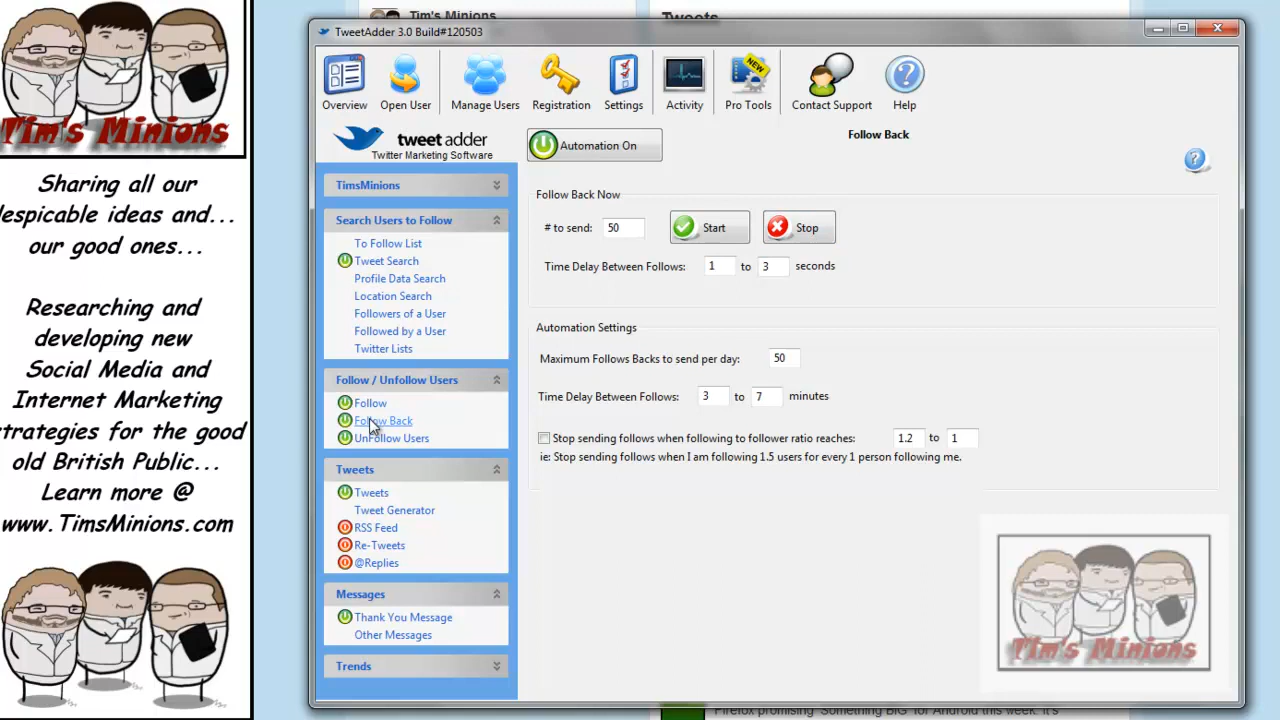 Tim's Minions
Sharing all our
despicable ideas and...
our good ones...
Researching and
developing new
Social Media and
Internet Marketing
strategies for the good
old British Public...
Learn more @
www.TimsMinions.com
Tim's Minions
Tweets
TweetAdder 3.0 Build#120503
Overview
Open User
Manage Users
Registration
Settings
Activity
NEW
Pro Tools
Contact Support
Help
tweet adder
Twitter Marketing Software
Automation On
Follow Back
TimsMinions
Search Users to Follow
To Follow List
Tweet Search
Profile Data Search
Location Search
Followers of a User
Followed by a User
Twitter Lists
Follow / Unfollow Users
Follow
Follow Back
UnFollow Users
Tweets
Tweets
Tweet Generator
RSS Feed
Re-Tweets
@Replies
Messages
Thank You Message
Other Messages
Trends
Follow Back Now
# to send: 50 Start Stop
Time Delay Between Follows: 1 to 3 seconds
Automation Settings
Maximum Follows Backs to send per day: 50
Time Delay Between Follows: 3 to 7 minutes
Stop sending follows when following to follower ratio reaches: 1.2 to 1
ie: Stop sending follows when I am following 1.5 users for every 1 person following me.
Tim's Minions
Firefox promising 'Something BIG' for Android this week. It's